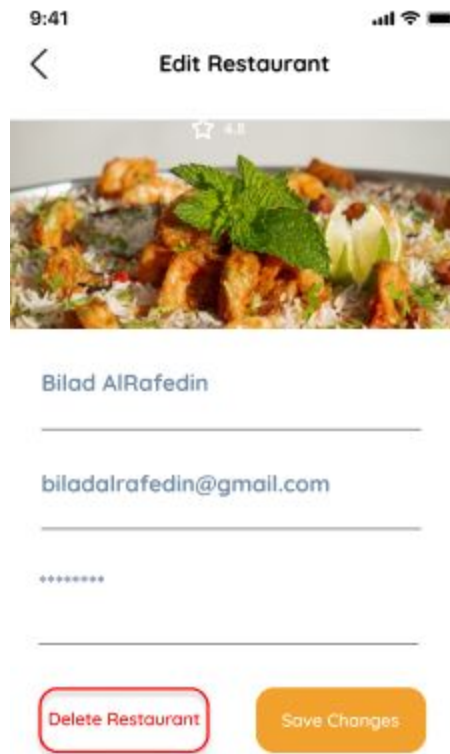 9:41
Edit Restaurant
4.8
Bilad AlRafedin
biladalrafedin@gmail.com
********
Delete Restaurant
Save Changes